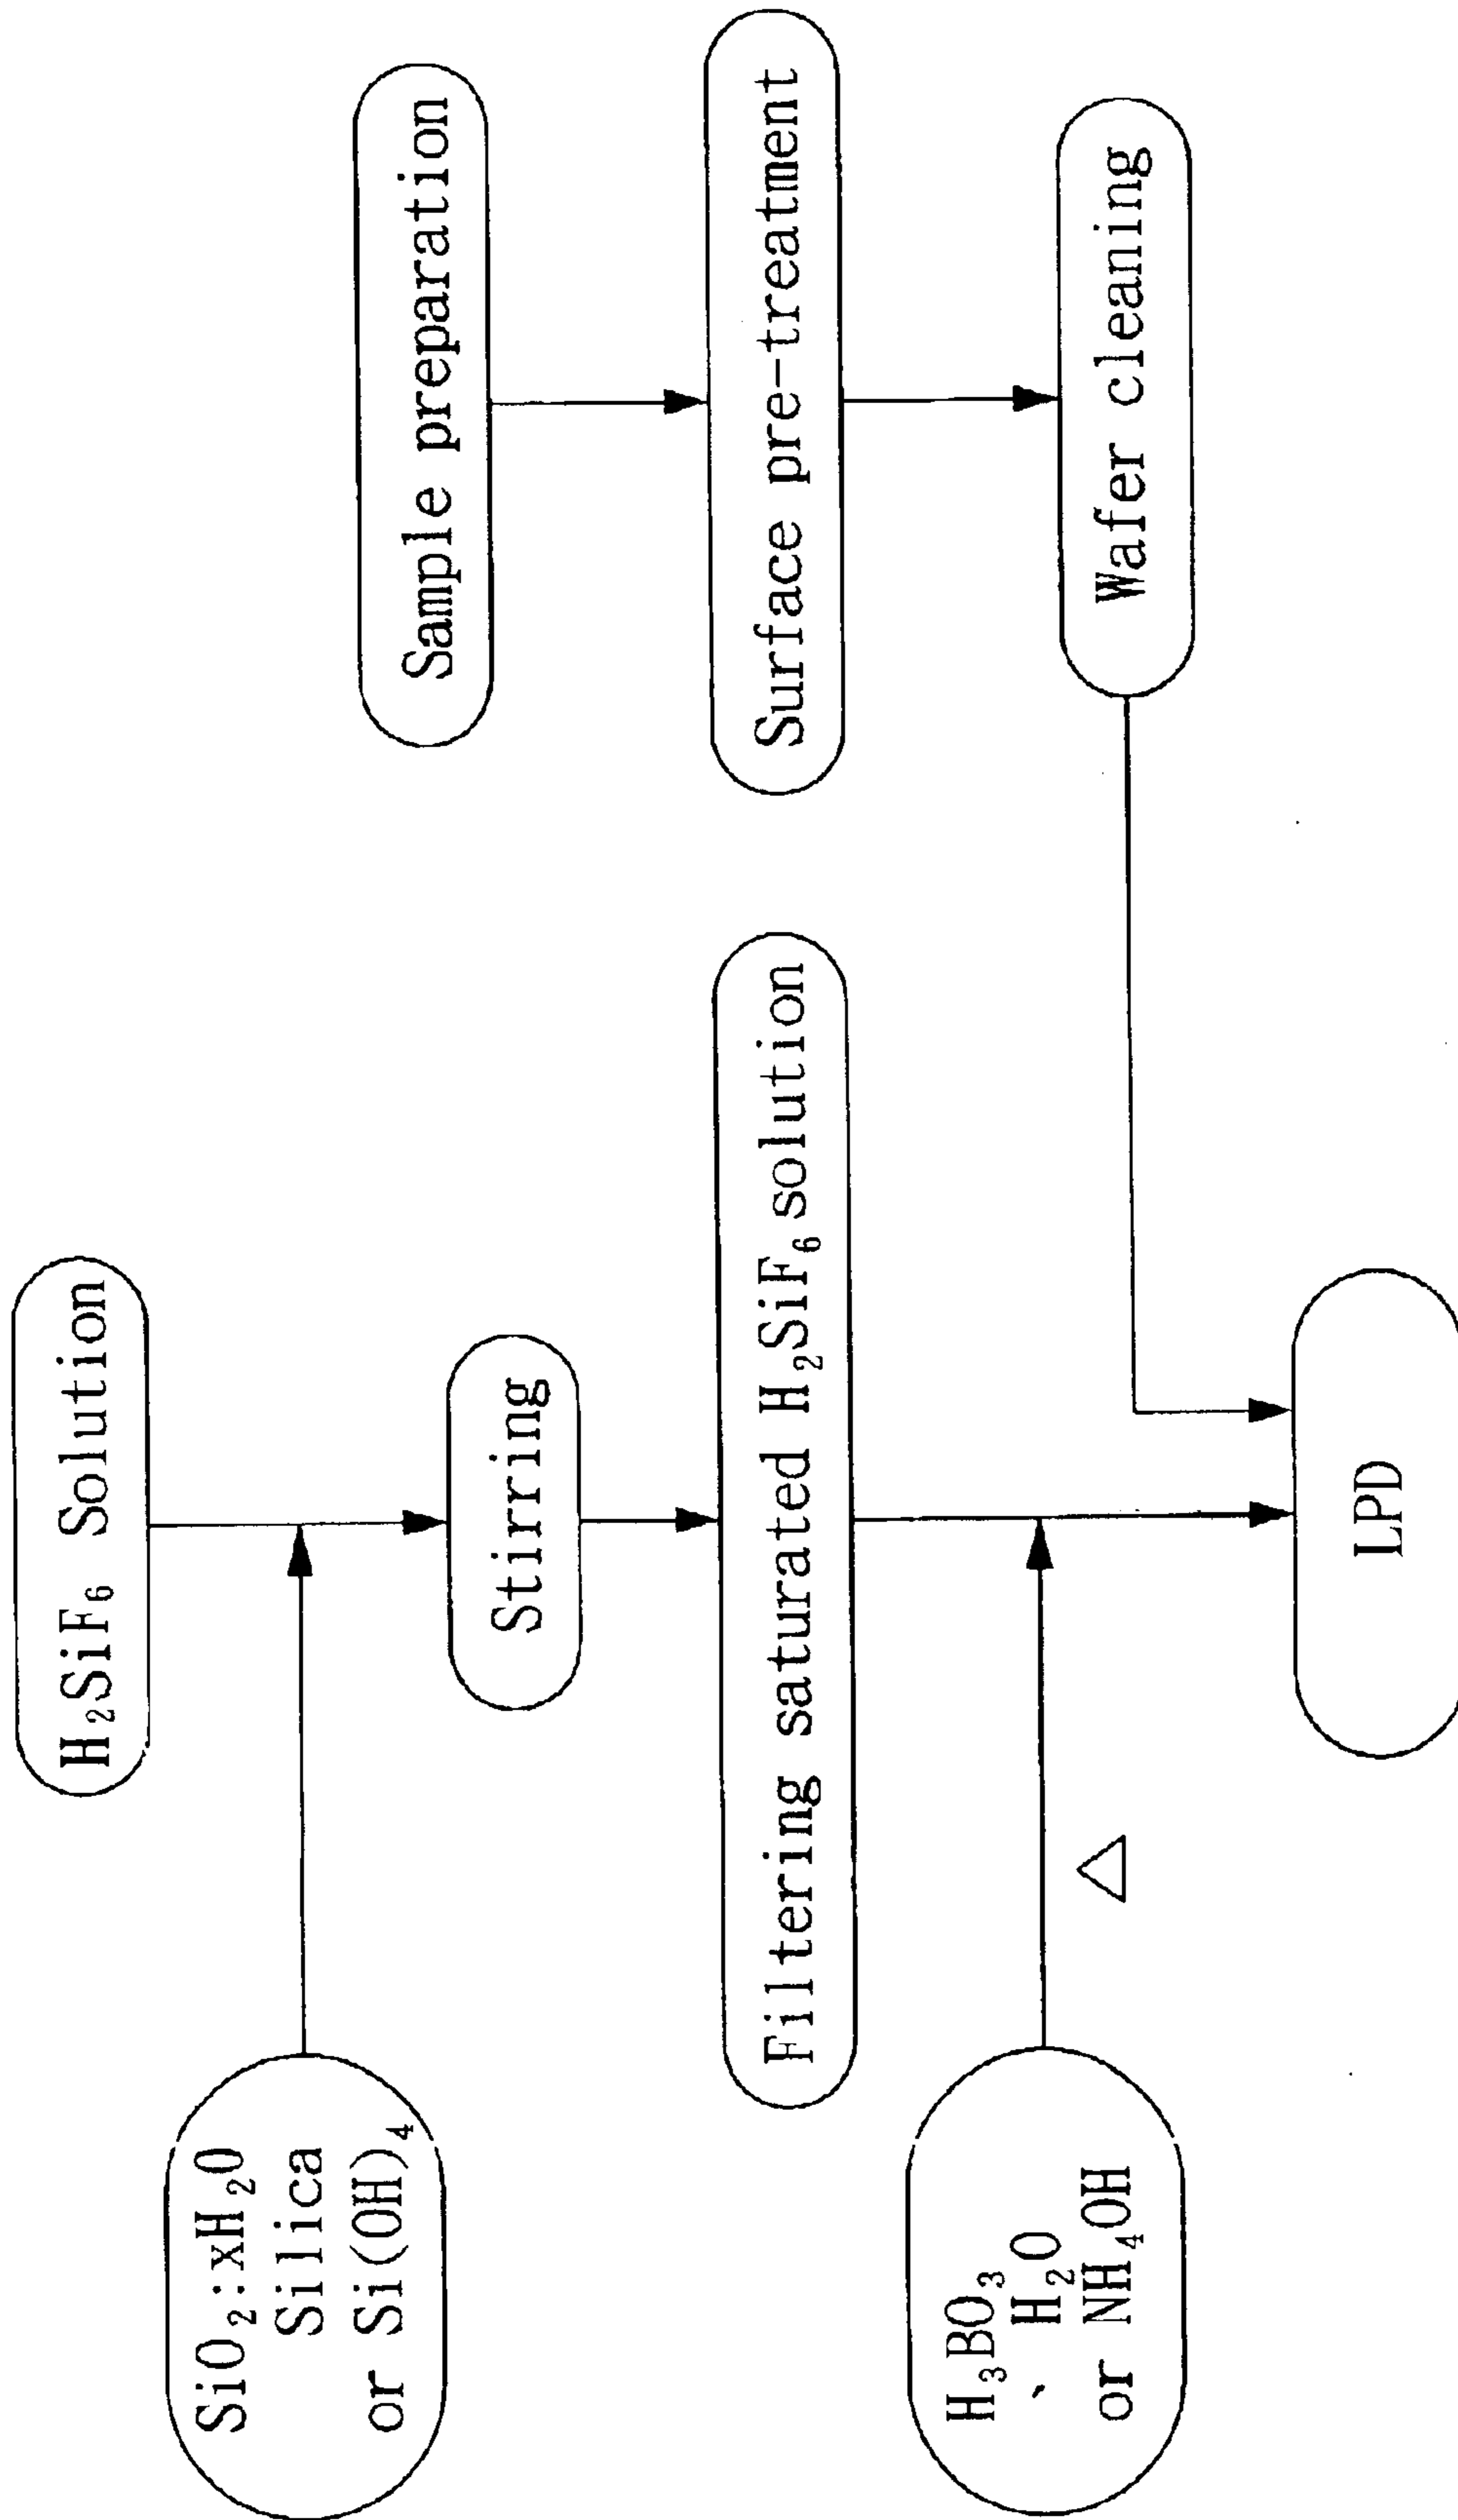 H₂SiF₆ Solution
SiO₂:xH₂O
Silica
or Si(OH)₄
Stirring
Filtering saturated H₂SiF₆ solution
H₃BO₃
、 H₂O
or NH₄OH
△
LPD
Sample preparation
Surface pre-treatment
Wafer cleaning